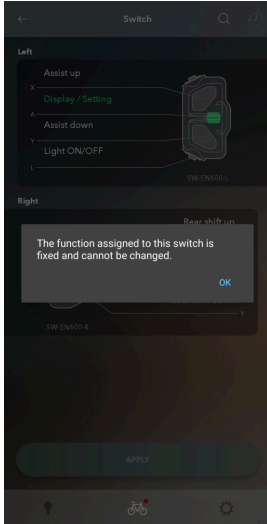 Switch
Left
Assist up
X
Display / Setting
A
Assist down
Y
Light ON/OFF
L
SW-EN600-L
Right
Rear shift up
The function assigned to this switch is
fixed and cannot be changed.
OK
Y
SW-EN600-R
APPLY